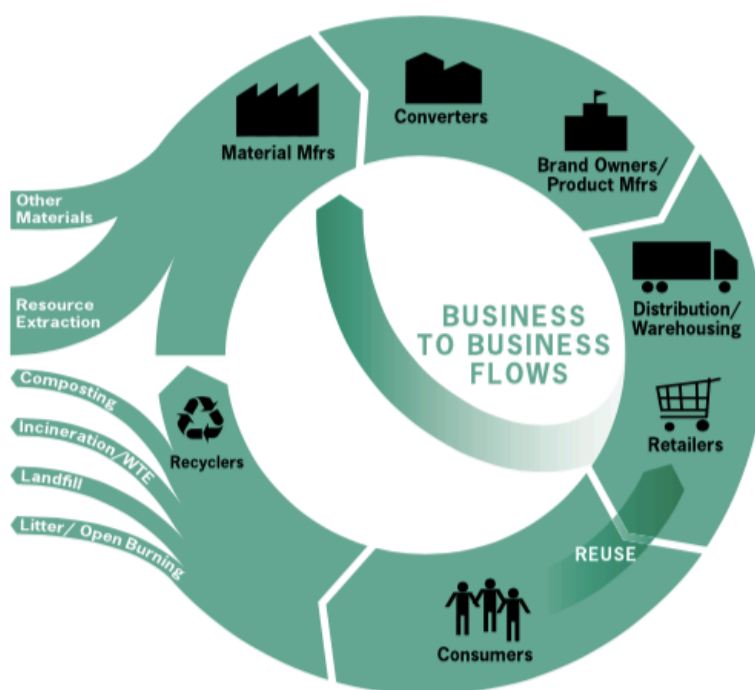 Material Mfrs
Converters
Brand Owners/
Product Mfrs
Other
Materials
Resource
Extraction
Distribution/
Warehousing
BUSINESS
TO BUSINESS
FLOWS
Composting
Incineration/WTE
Landfill
Litter/ Open Burning
Recyclers
Retailers
REUSE
Consumers